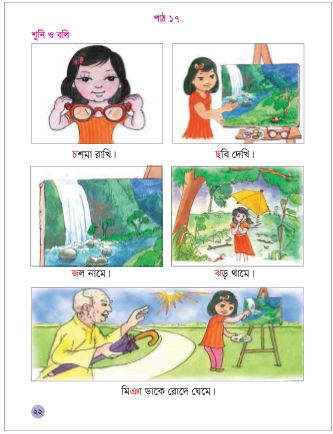 পাঠ ১৭
শুনি ও বলি
চশমা রাখি।
ছবি দেখি।
জল নামে।
ঝড় থামে।
মিঞা ডাকে রোদে ঘেমে।
২২